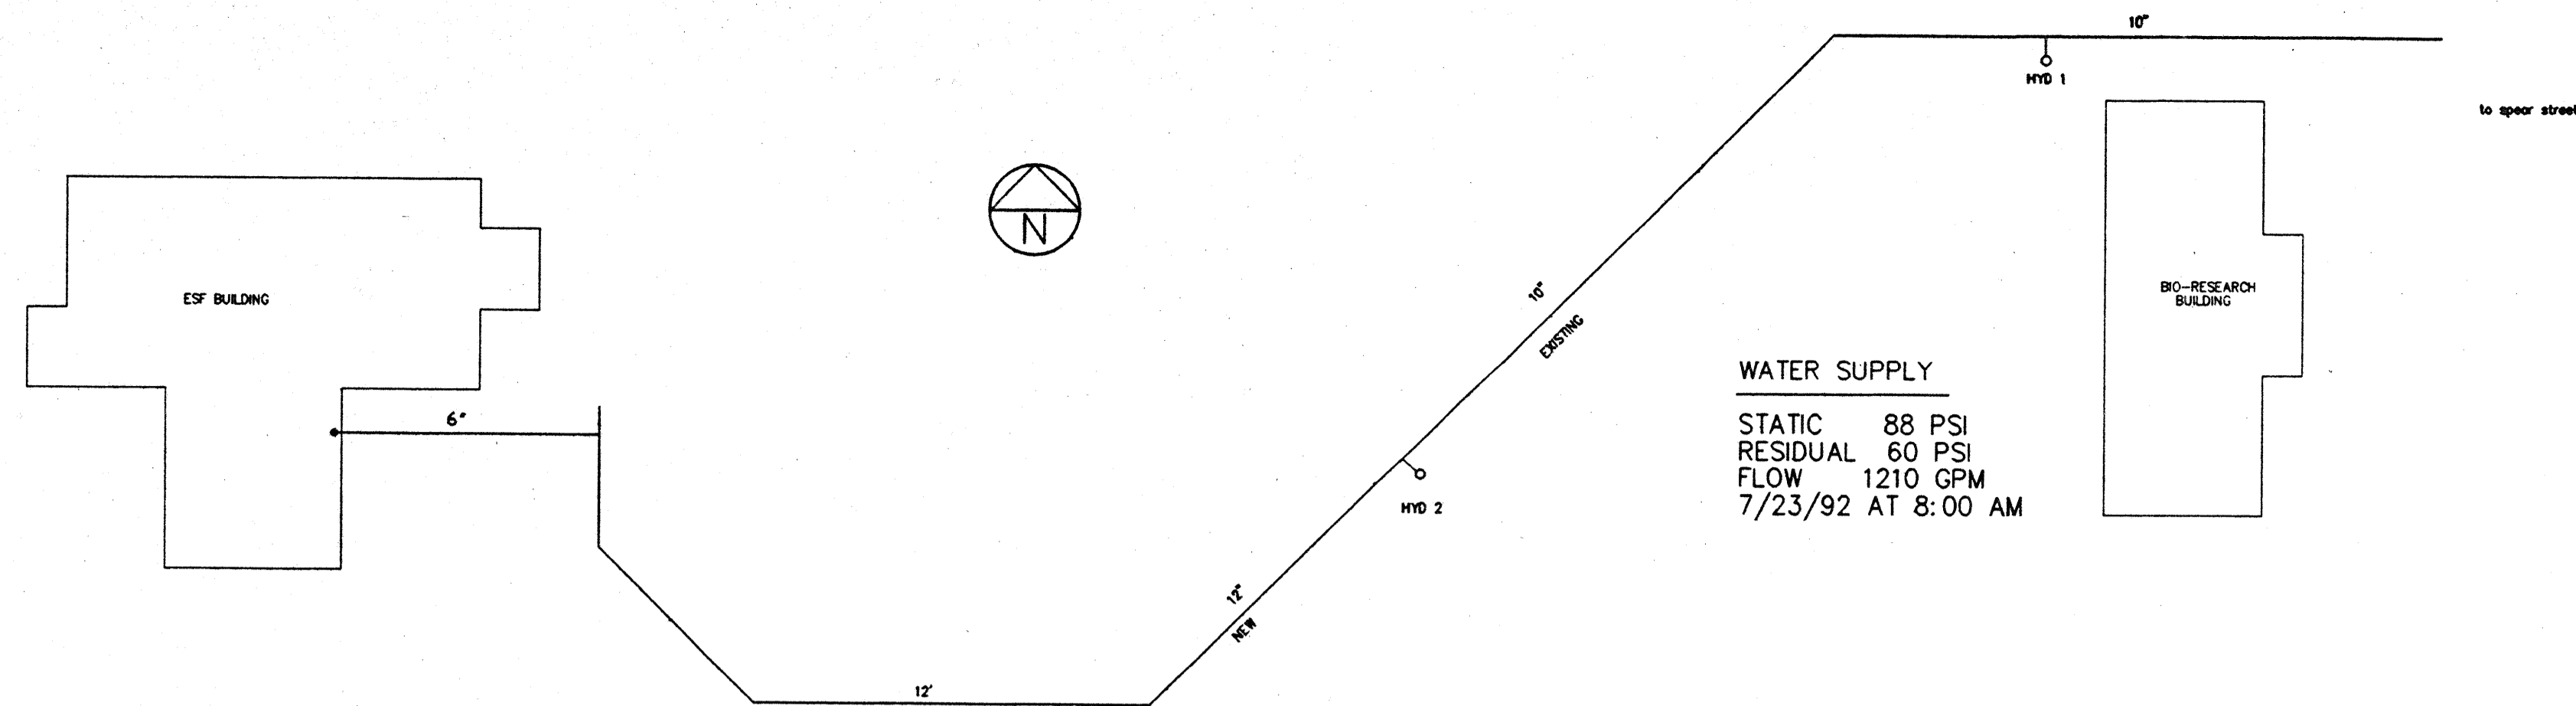 10"
HYD 1
to spear street
N
ESF BUILDING
10"
EXISTING
BIO-RESEARCH
BUILDING
WATER SUPPLY
STATIC 88 PSI
RESIDUAL 60 PSI
FLOW 1210 GPM
7/23/92 AT 8:00 AM
6"
HYD 2
12"
NEW
12'